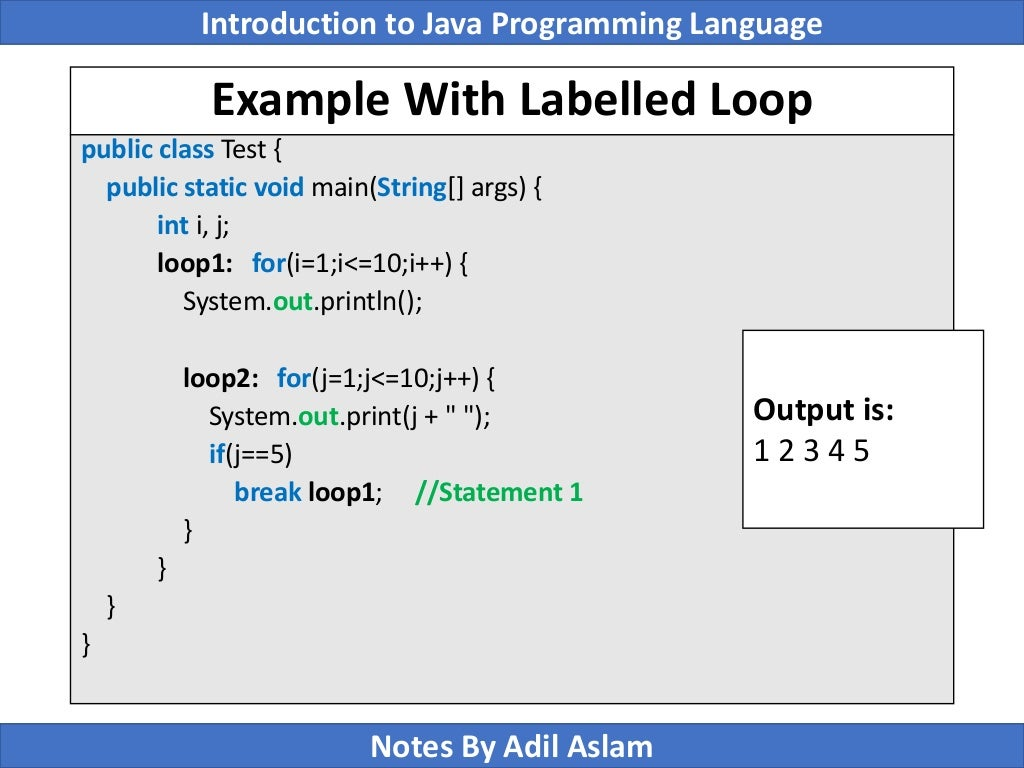 Introduction to Java Programming Language
Example With Labelled Loop
public class Test {
public static void main(String[] args) {
int i, j;
loop1: for(i=1;i<=10;i++) {
System.out.println();
loop2: for(j=1;j<=10;j++) {
System.out.print(j + " ");
if(j==5)
break loop1; //Statement 1
}
}
}
}
Output is:
1 2 3 4 5
Notes By Adil Aslam